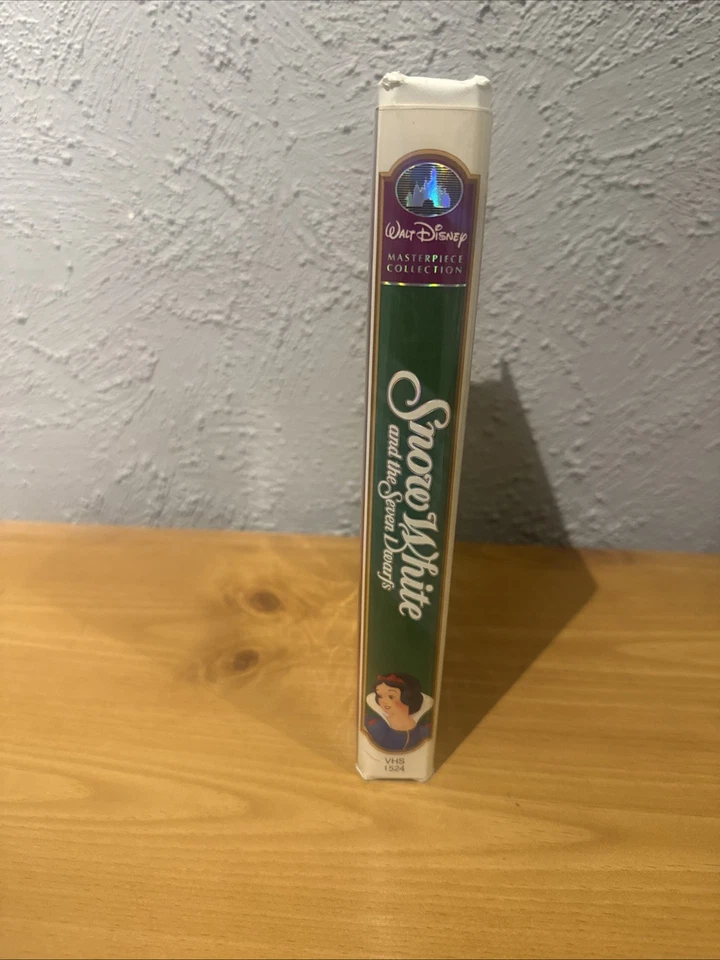 WALT DISNEY
MASTERPIECE
COLLECTION
Snow White
and the Seven Dwarfs
VHS
1524